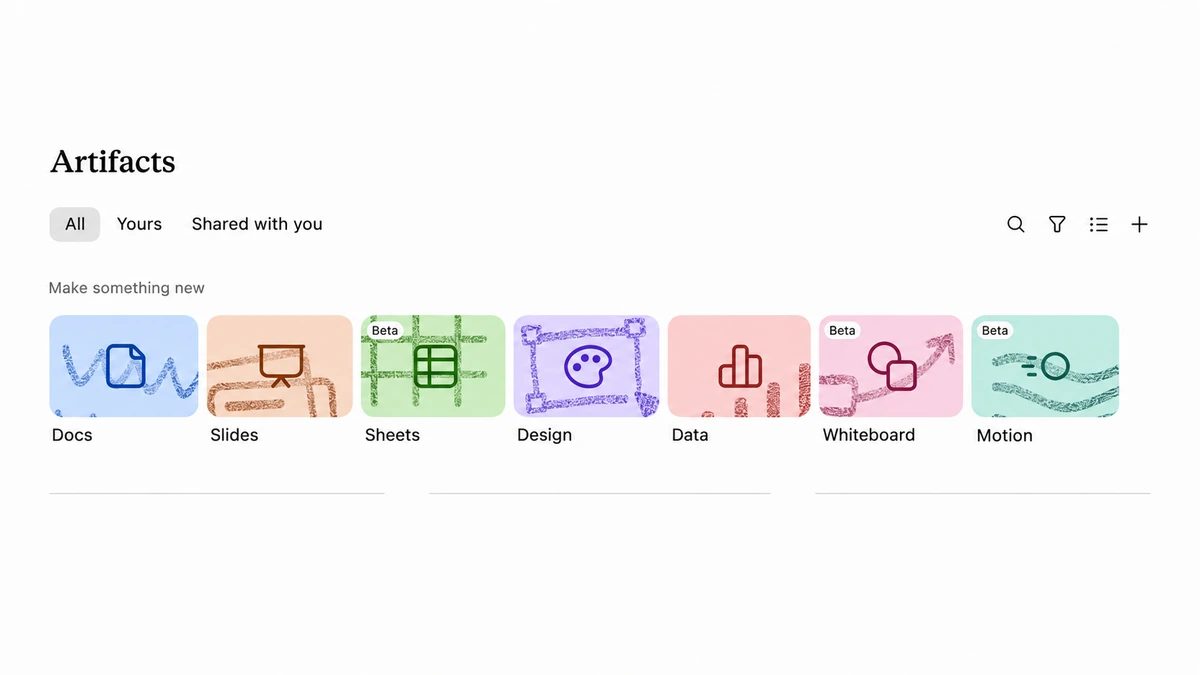 Artifacts
All Yours Shared with you
Make something new
Beta Beta Beta
Docs Slides Sheets Design Data Whiteboard Motion